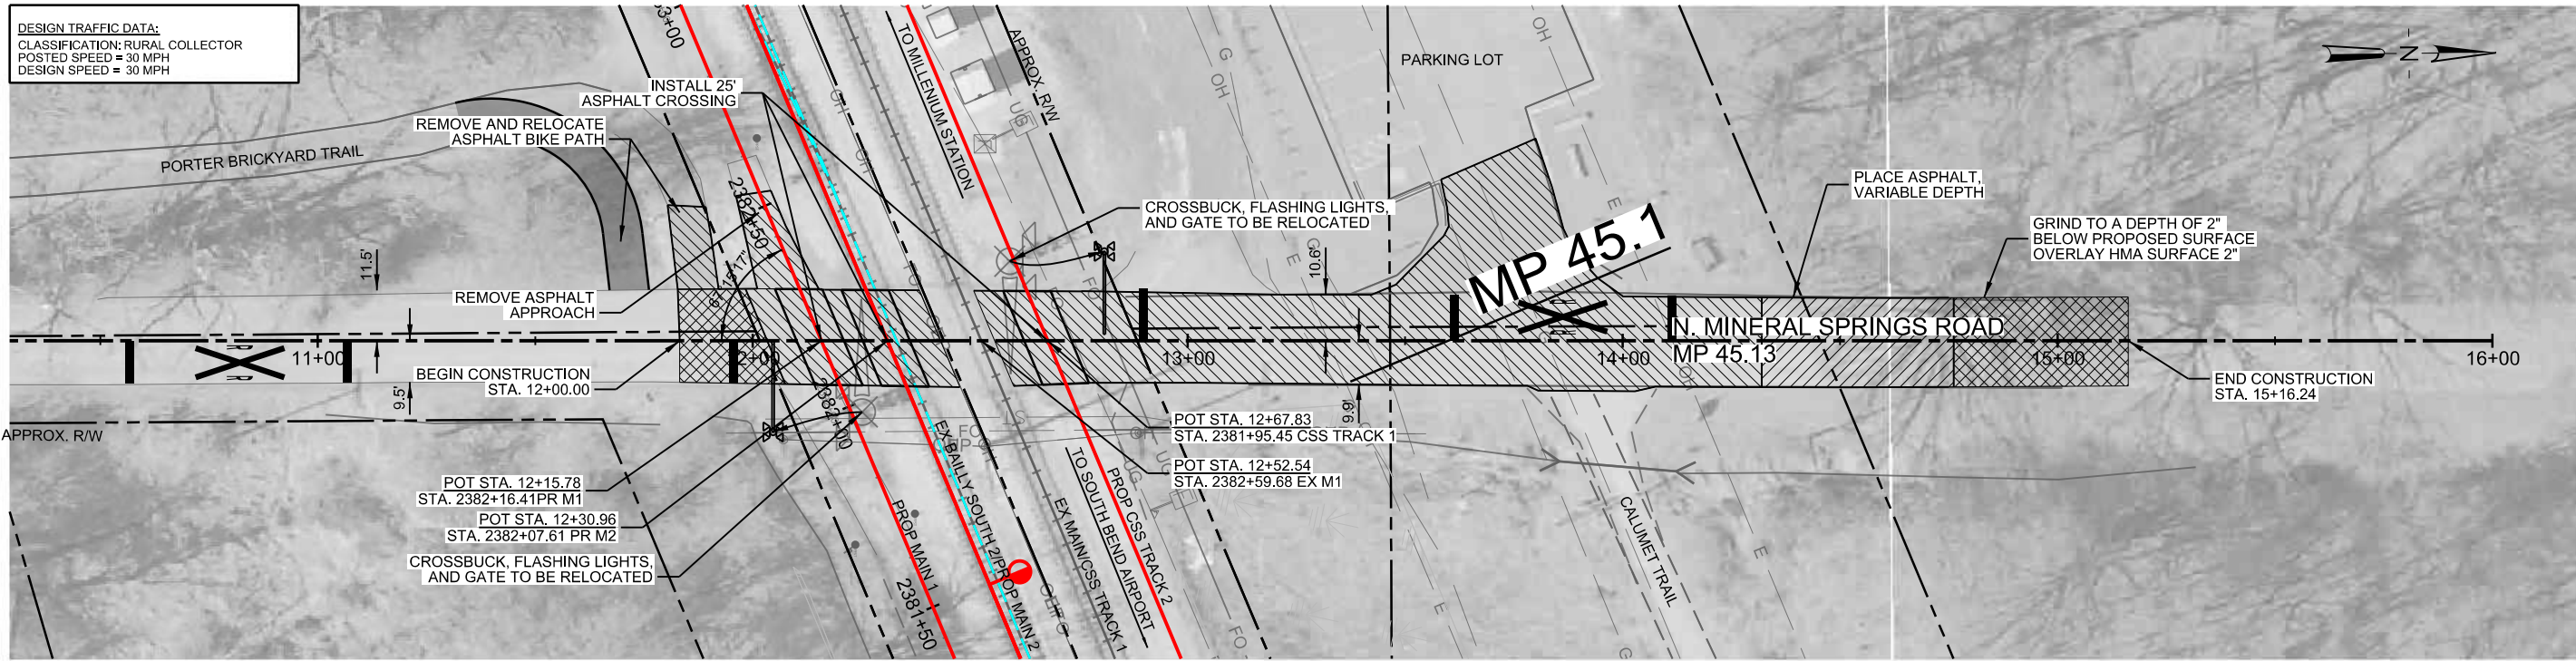 DESIGN TRAFFIC DATA:
CLASSIFICATION: RURAL COLLECTOR
POSTED SPEED = 30 MPH
DESIGN SPEED = 30 MPH
INSTALL 25'
ASPHALT CROSSING
REMOVE AND RELOCATE
ASPHALT BIKE PATH
PORTER BRICKYARD TRAIL
TO MILLENIUM STATION
APPROX. R/W
PARKING LOT
N
CROSSBUCK, FLASHING LIGHTS,
AND GATE TO BE RELOCATED
PLACE ASPHALT,
VARIABLE DEPTH
GRIND TO A DEPTH OF 2"
BELOW PROPOSED SURFACE
OVERLAY HMA SURFACE 2"
MP 45.1
2382+50
11.5'
10.6'
REMOVE ASPHALT
APPROACH
N. MINERAL SPRINGS ROAD
MP 45.13
11+00
12+00
13+00
14+00
15+00
16+00
BEGIN CONSTRUCTION
STA. 12+00.00
9.5'
9.9'
END CONSTRUCTION
STA. 15+16.24
APPROX. R/W
2382+00
POT STA. 12+67.83
STA. 2381+95.45 CSS TRACK 1
POT STA. 12+52.54
STA. 2382+59.68 EX M1
POT STA. 12+15.78
STA. 2382+16.41PR M1
POT STA. 12+30.96
STA. 2382+07.61 PR M2
CROSSBUCK, FLASHING LIGHTS,
AND GATE TO BE RELOCATED
PROP MAIN 1
2381+50
EX BAILLY SOUTH 2/PROP MAIN 2
EX MAIN/CSS TRACK 1
TO SOUTH BEND AIRPORT
PROP CSS TRACK 2
CALUMET TRAIL